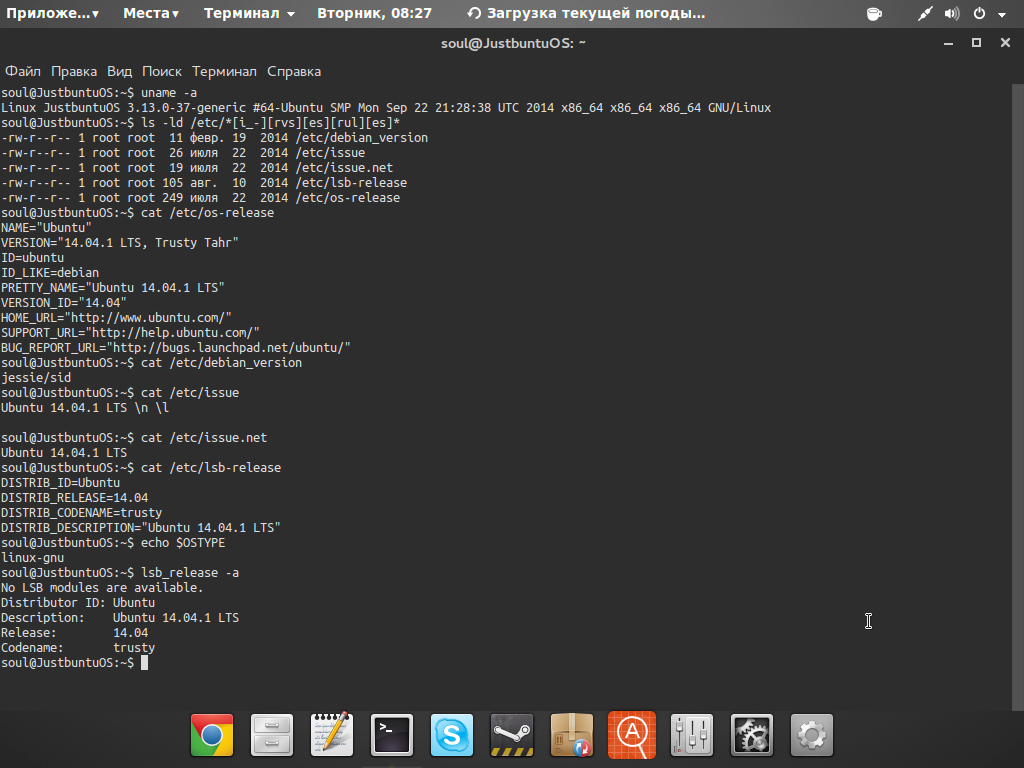 Приложе...▾ Места▾ Терминал ▾ Вторник, 08:27 Загрузка текущей погоды...
soul@JustbuntuOS: ~
Файл Правка Вид Поиск Терминал Справка
soul@JustbuntuOS:~$ uname -a
Linux JustbuntuOS 3.13.0-37-generic #64-Ubuntu SMP Mon Sep 22 21:28:38 UTC 2014 x86_64 x86_64 x86_64 GNU/Linux
soul@JustbuntuOS:~$ ls -ld /etc/*[i_-][rvs][es][rul][es]*
-rw-r--r-- 1 root root  11 февр. 19  2014 /etc/debian_version
-rw-r--r-- 1 root root  26 июля  22  2014 /etc/issue
-rw-r--r-- 1 root root  19 июля  22  2014 /etc/issue.net
-rw-r--r-- 1 root root 105 авг.  10  2014 /etc/lsb-release
-rw-r--r-- 1 root root 249 июля  22  2014 /etc/os-release
soul@JustbuntuOS:~$ cat /etc/os-release
NAME="Ubuntu"
VERSION="14.04.1 LTS, Trusty Tahr"
ID=ubuntu
ID_LIKE=debian
PRETTY_NAME="Ubuntu 14.04.1 LTS"
VERSION_ID="14.04"
HOME_URL="http://www.ubuntu.com/"
SUPPORT_URL="http://help.ubuntu.com/"
BUG_REPORT_URL="http://bugs.launchpad.net/ubuntu/"
soul@JustbuntuOS:~$ cat /etc/debian_version
jessie/sid
soul@JustbuntuOS:~$ cat /etc/issue
Ubuntu 14.04.1 LTS \n \l
soul@JustbuntuOS:~$ cat /etc/issue.net
Ubuntu 14.04.1 LTS
soul@JustbuntuOS:~$ cat /etc/lsb-release
DISTRIB_ID=Ubuntu
DISTRIB_RELEASE=14.04
DISTRIB_CODENAME=trusty
DISTRIB_DESCRIPTION="Ubuntu 14.04.1 LTS"
soul@JustbuntuOS:~$ echo $OSTYPE
linux-gnu
soul@JustbuntuOS:~$ lsb_release -a
No LSB modules are available.
Distributor ID: Ubuntu
Description:    Ubuntu 14.04.1 LTS
Release:        14.04
Codename:       trusty
soul@JustbuntuOS:~$